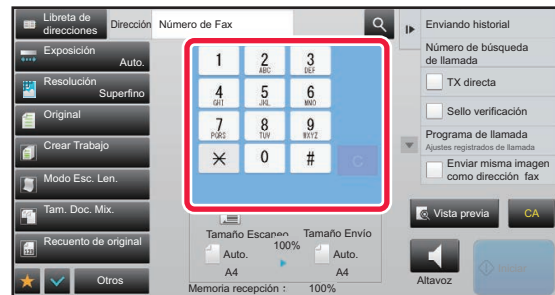 Libreta de
direcciones
Dirección
Número de Fax
Exposición
Auto.
Resolución
Superfino
Original
Crear Trabajo
Modo Esc. Len.
Tam. Doc. Mix.
Recuento de original
Otros
1
2
ABC
3
DEF
4
GHI
5
JKL
6
MNO
7
PQRS
8
TUV
9
WXYZ
0
#
C
Tamaño Escaneo
Tamaño Envío
100%
Auto.
Auto.
A4
A4
Memoria recepción :
100%
Enviando historial
Número de búsqueda
de llamada
TX directa
Sello verificación
Programa de llamada
Ajustes registrados de llamada
Enviar misma imagen
como dirección fax
Vista previa
CA
Altavoz
Iniciar